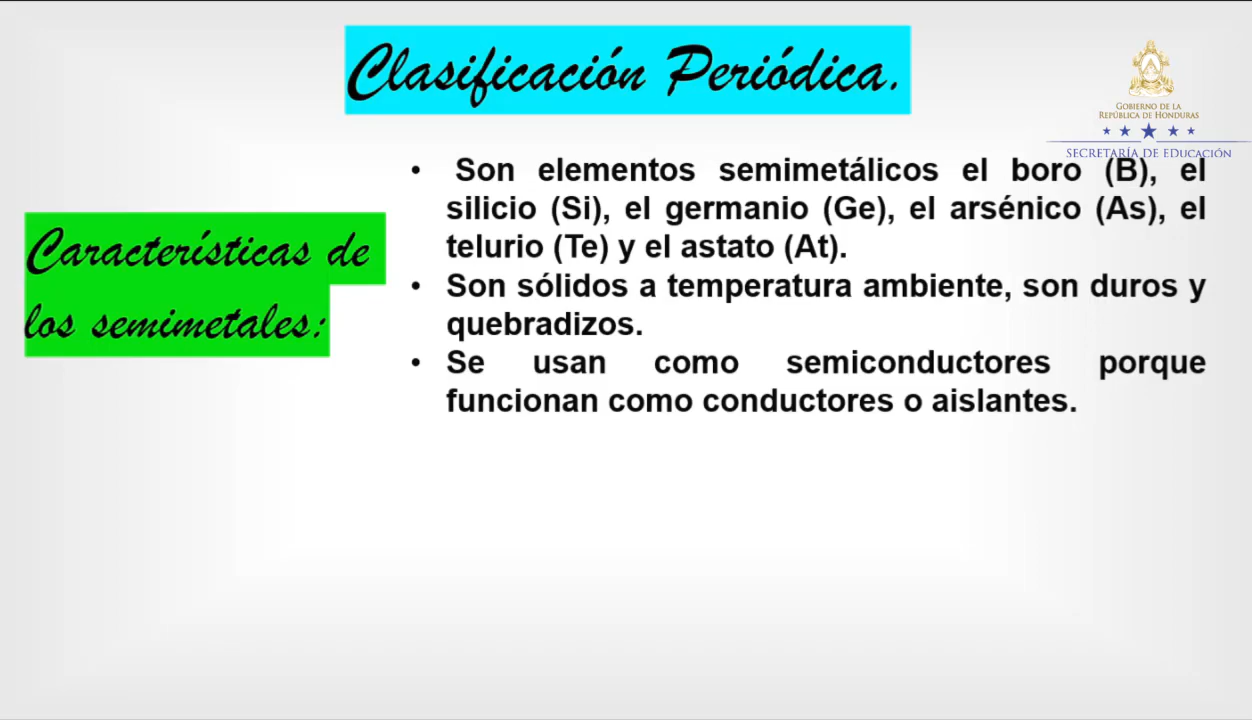 Clasificación Periódica.
GOBIERNO DE LA
REPÚBLICA DE HONDURAS
SECRETARÍA DE EDUCACIÓN
Características de
los semimetales:
• Son elementos semimetálicos el boro (B), el
silicio (Si), el germanio (Ge), el arsénico (As), el
telurio (Te) y el astato (At).
• Son sólidos a temperatura ambiente, son duros y
quebradizos.
• Se usan como semiconductores porque
funcionan como conductores o aislantes.